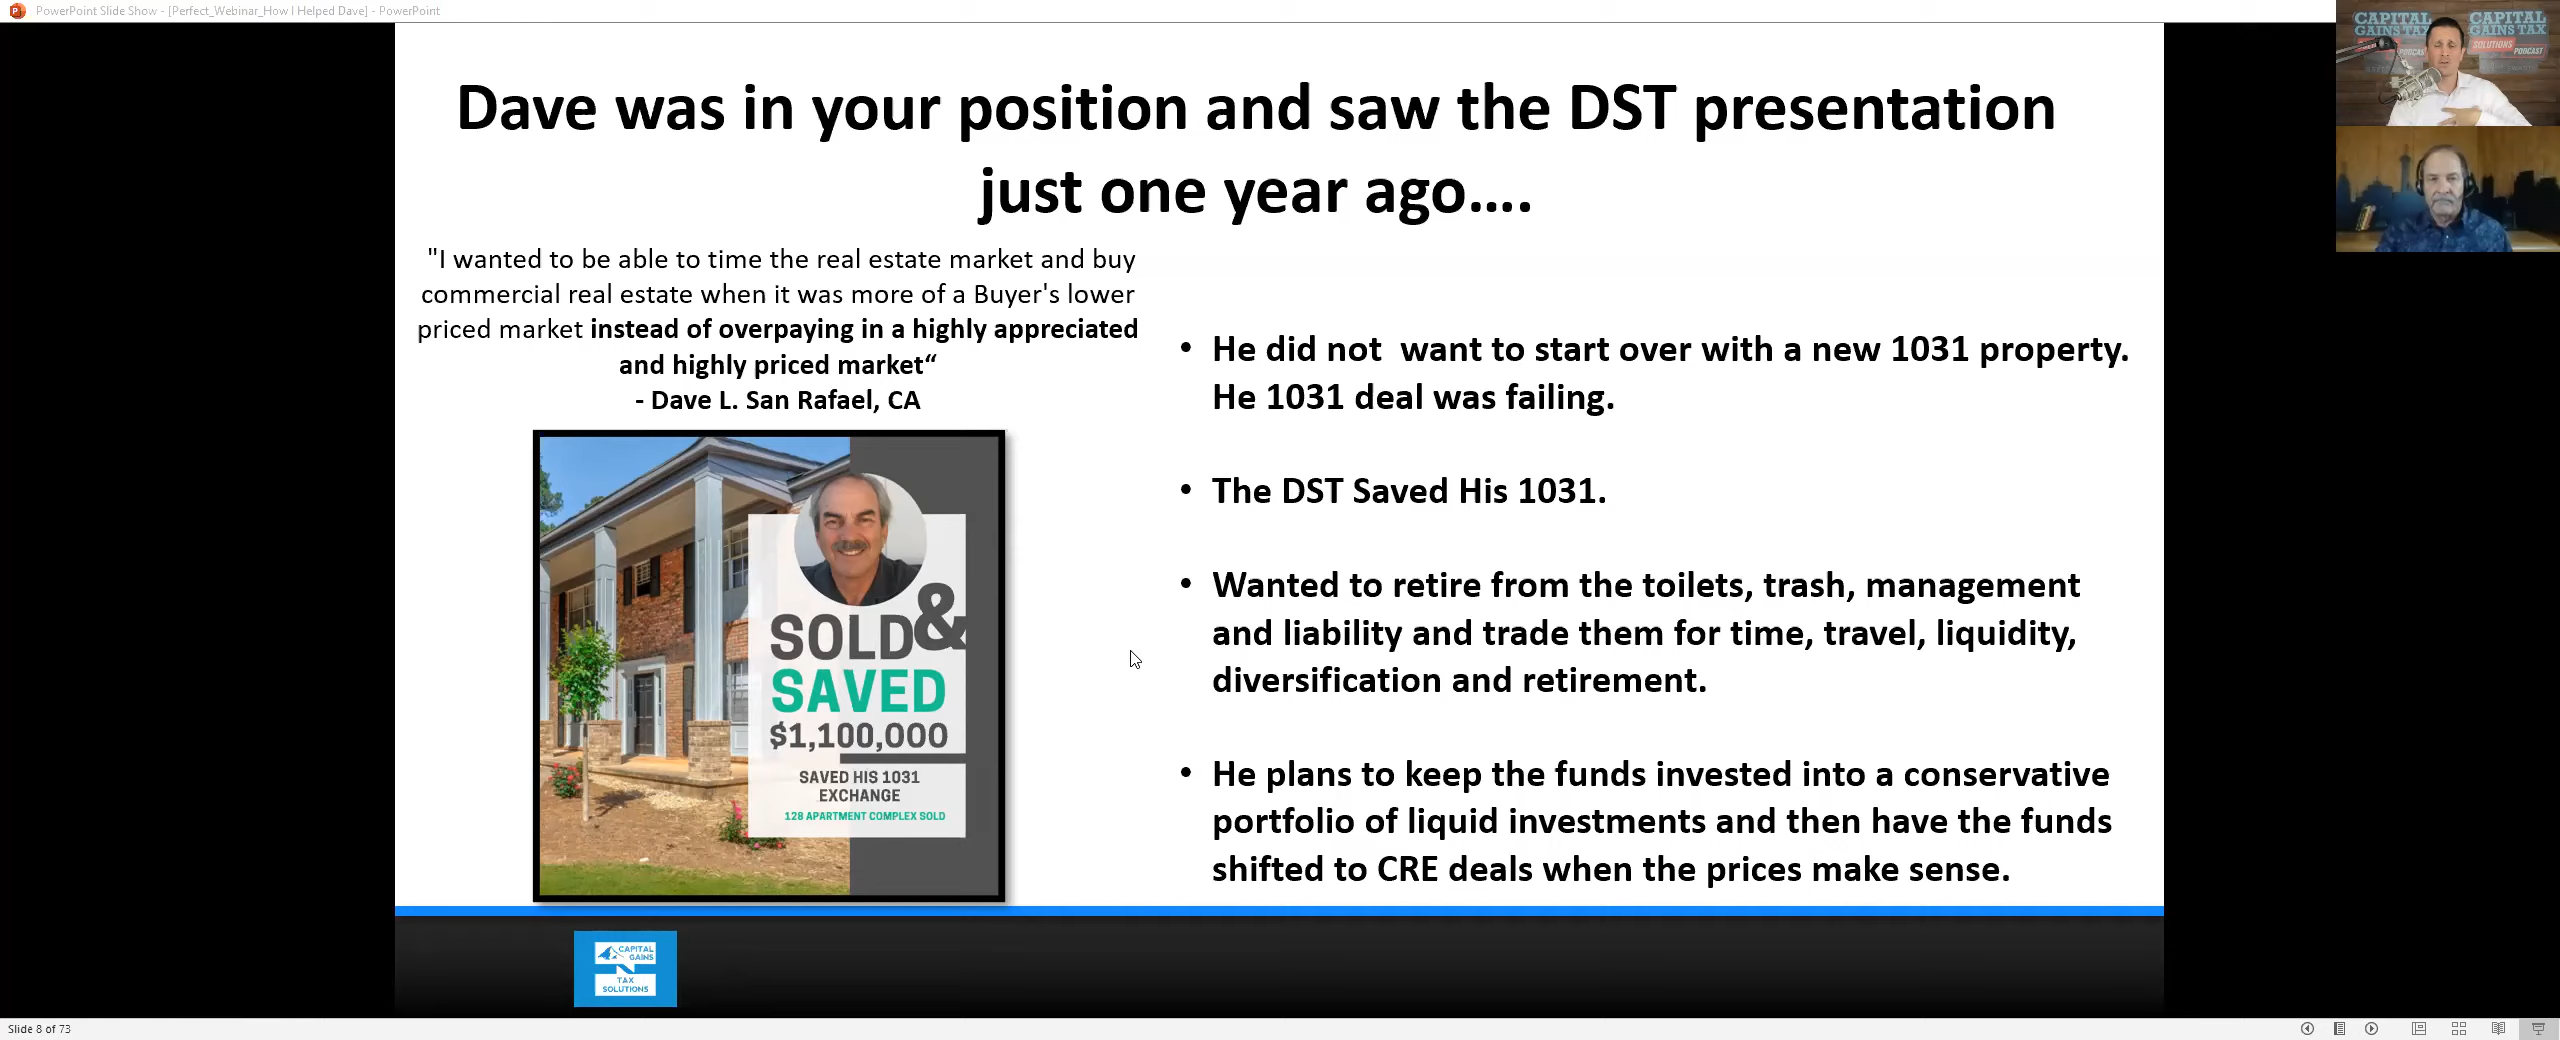 PowerPoint Slide Show - [Perfect_Webinar_How I Helped Dave] - PowerPoint
CAPITAL GAINS TAX
SOLUTIONS
PODCAST
CAPITAL GAINS TAX
PODCAST
Dave was in your position and saw the DST presentation
just one year ago....
"I wanted to be able to time the real estate market and buy
commercial real estate when it was more of a Buyer's lower
priced market instead of overpaying in a highly appreciated
and highly priced market“
- Dave L. San Rafael, CA
SOLD&
SAVED
$1,100,000
SAVED HIS 1031
EXCHANGE
128 APARTMENT COMPLEX SOLD
• He did not  want to start over with a new 1031 property.
He 1031 deal was failing.
• The DST Saved His 1031.
• Wanted to retire from the toilets, trash, management
and liability and trade them for time, travel, liquidity,
diversification and retirement.
• He plans to keep the funds invested into a conservative
portfolio of liquid investments and then have the funds
shifted to CRE deals when the prices make sense.
CAPITAL
GAINS
TAX
SOLUTIONS
Slide 8 of 73